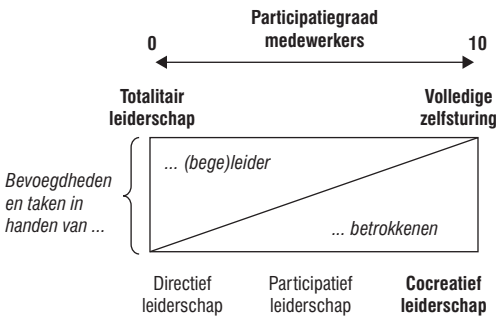 Participatiegraad
medewerkers
0
10
Totalitair
leiderschap
Volledige
zelfsturing
Bevoegdheden
en taken in
handen van ...
... (bege)leider
... betrokkenen
Directief
leiderschap
Participatief
leiderschap
Cocreatief
leiderschap